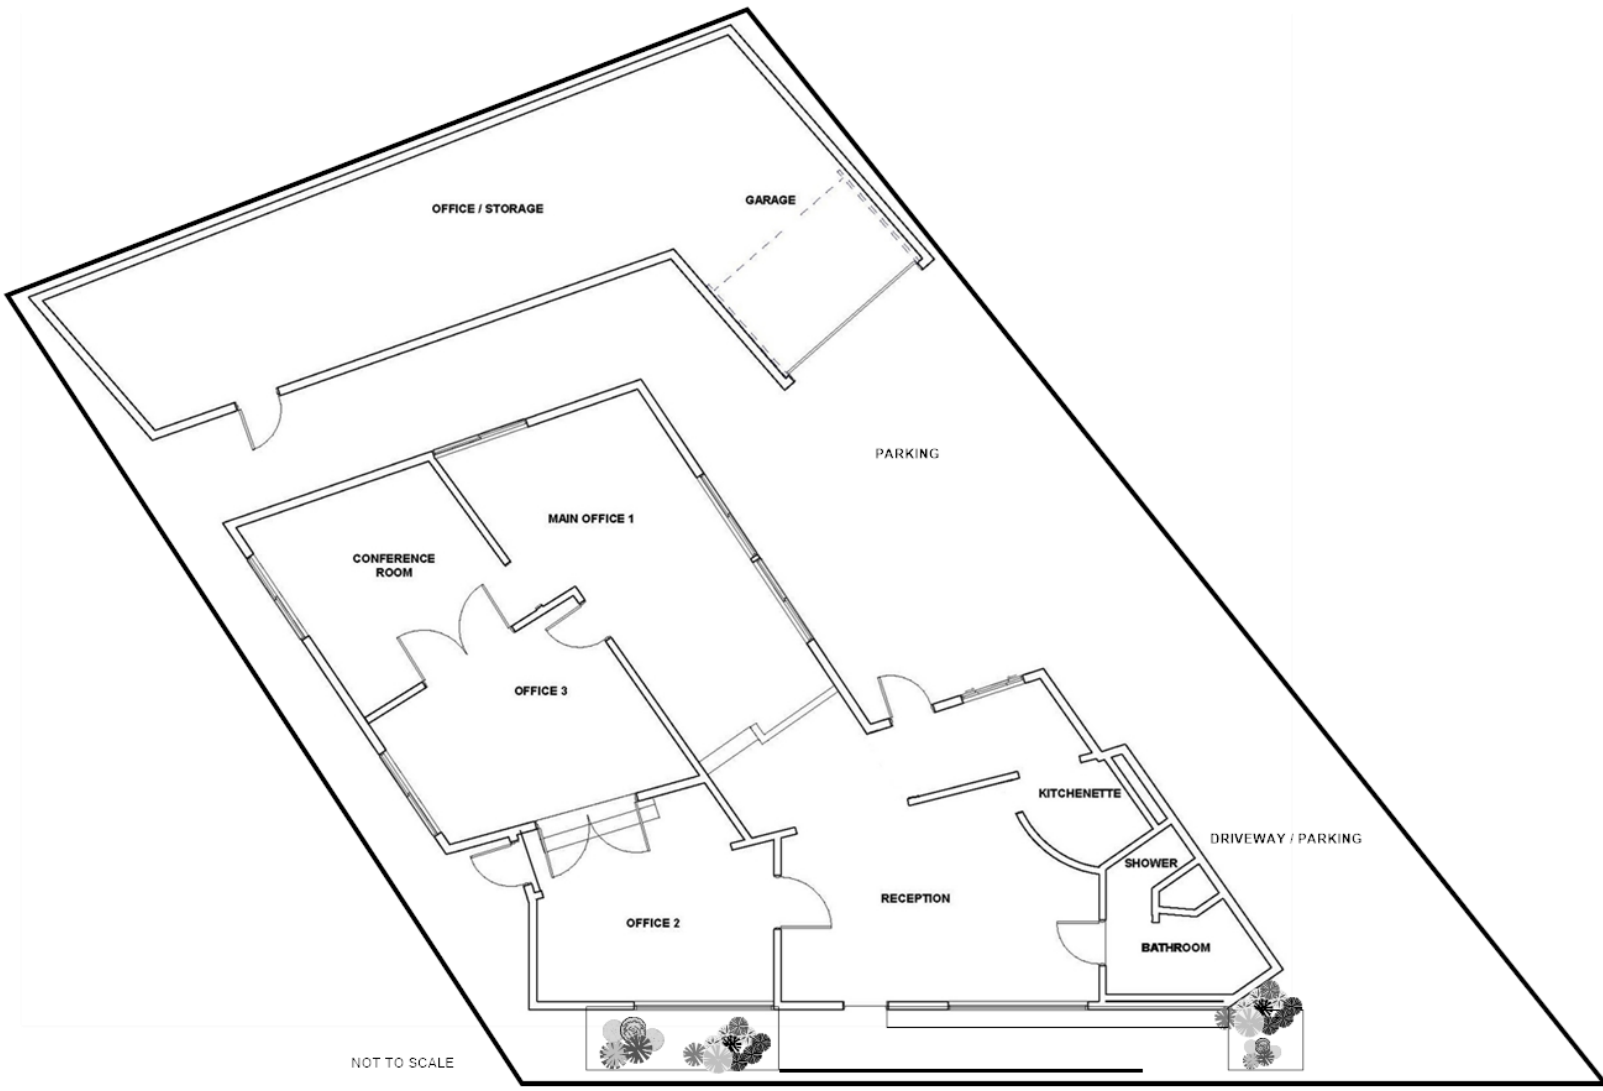 GARAGE
OFFICE / STORAGE
PARKING
MAIN OFFICE 1
CONFERENCE
ROOM
OFFICE 3
KITCHENETTE
DRIVEWAY / PARKING
SHOWER
RECEPTION
OFFICE 2
BATHROOM
NOT TO SCALE